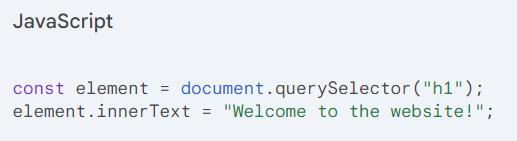 JavaScript
const element = document.querySelector("h1");
element.innerText = "Welcome to the website!";